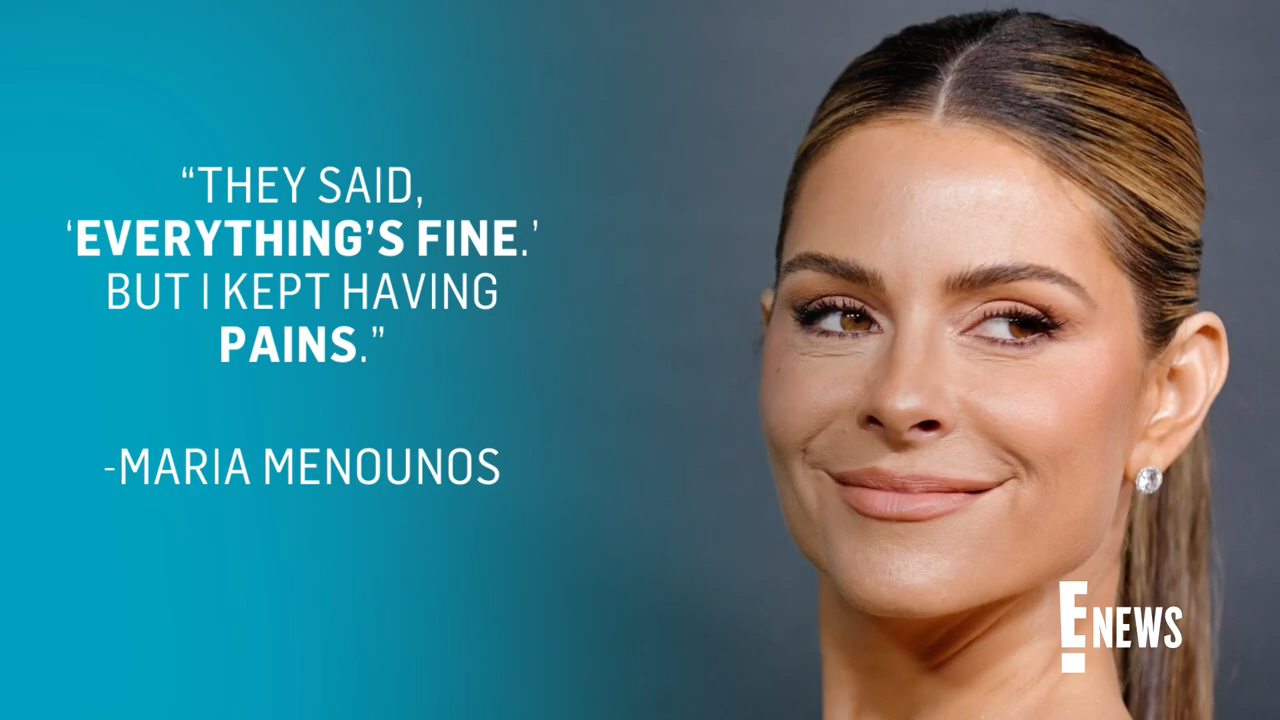 “THEY SAID,
‘EVERYTHING’S FINE.’
BUT I KEPT HAVING
PAINS.”
-MARIA MENOUNOS
E! NEWS